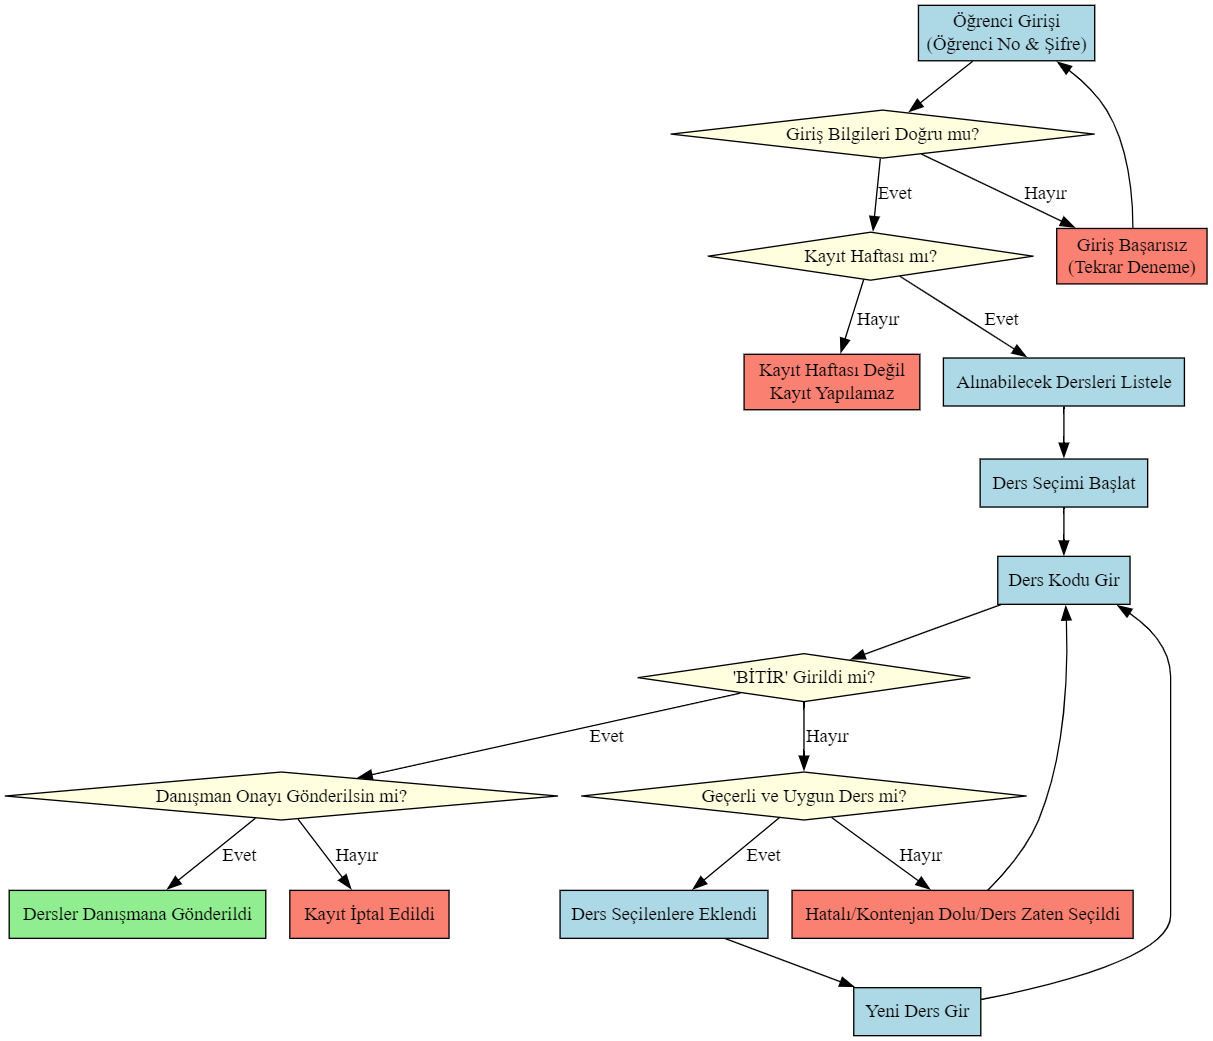 Öğrenci Girişi
(Öğrenci No & Şifre)
Giriş Bilgileri Doğru mu?
Evet
Hayır
Kayıt Haftası mı?
Giriş Başarısız
(Tekrar Deneme)
Hayır
Evet
Kayıt Haftası Değil
Kayıt Yapılamaz
Alınabilecek Dersleri Listele
Ders Seçimi Başlat
Ders Kodu Gir
'BİTİR' Girildi mi?
Evet
Hayır
Danışman Onayı Gönderilsin mi?
Geçerli ve Uygun Ders mi?
Evet
Hayır
Evet
Hayır
Dersler Danışmana Gönderildi
Kayıt İptal Edildi
Ders Seçilenlere Eklendi
Hatalı/Kontenjan Dolu/Ders Zaten Seçildi
Yeni Ders Gir